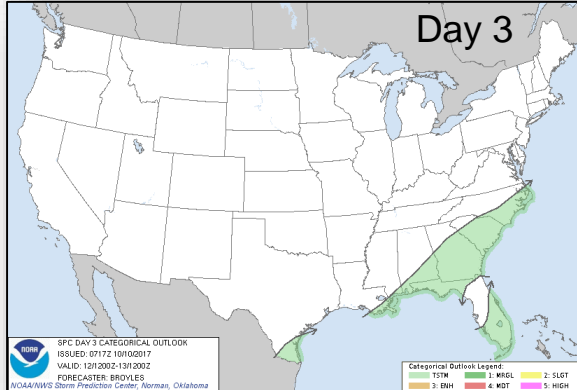 Day 3
NOAA
SPC DAY 3 CATEGORICAL OUTLOOK
ISSUED: 0717Z 10/10/2017
VALID: 12/1200Z-13/1200Z
FORECASTER: BROYLES
NOAA/NWS Storm Prediction Center, Norman, Oklahoma
Categorical Outlook Legend:
TSTM 1: MRGL 2: SLGT
3: ENH 4: MDT 5: HIGH